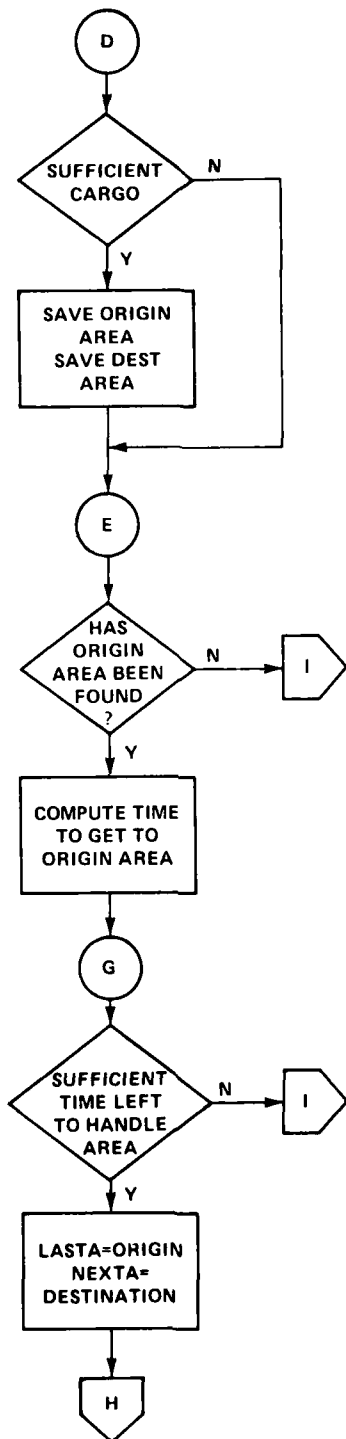 D
SUFFICIENT
CARGO
N
Y
SAVE ORIGIN
AREA
SAVE DEST
AREA
E
HAS
ORIGIN
AREA BEEN
FOUND
?
N
I
Y
COMPUTE TIME
TO GET TO
ORIGIN AREA
G
SUFFICIENT
TIME LEFT
TO HANDLE
AREA
N
I
Y
LASTA=ORIGIN
NEXTA=
DESTINATION
H